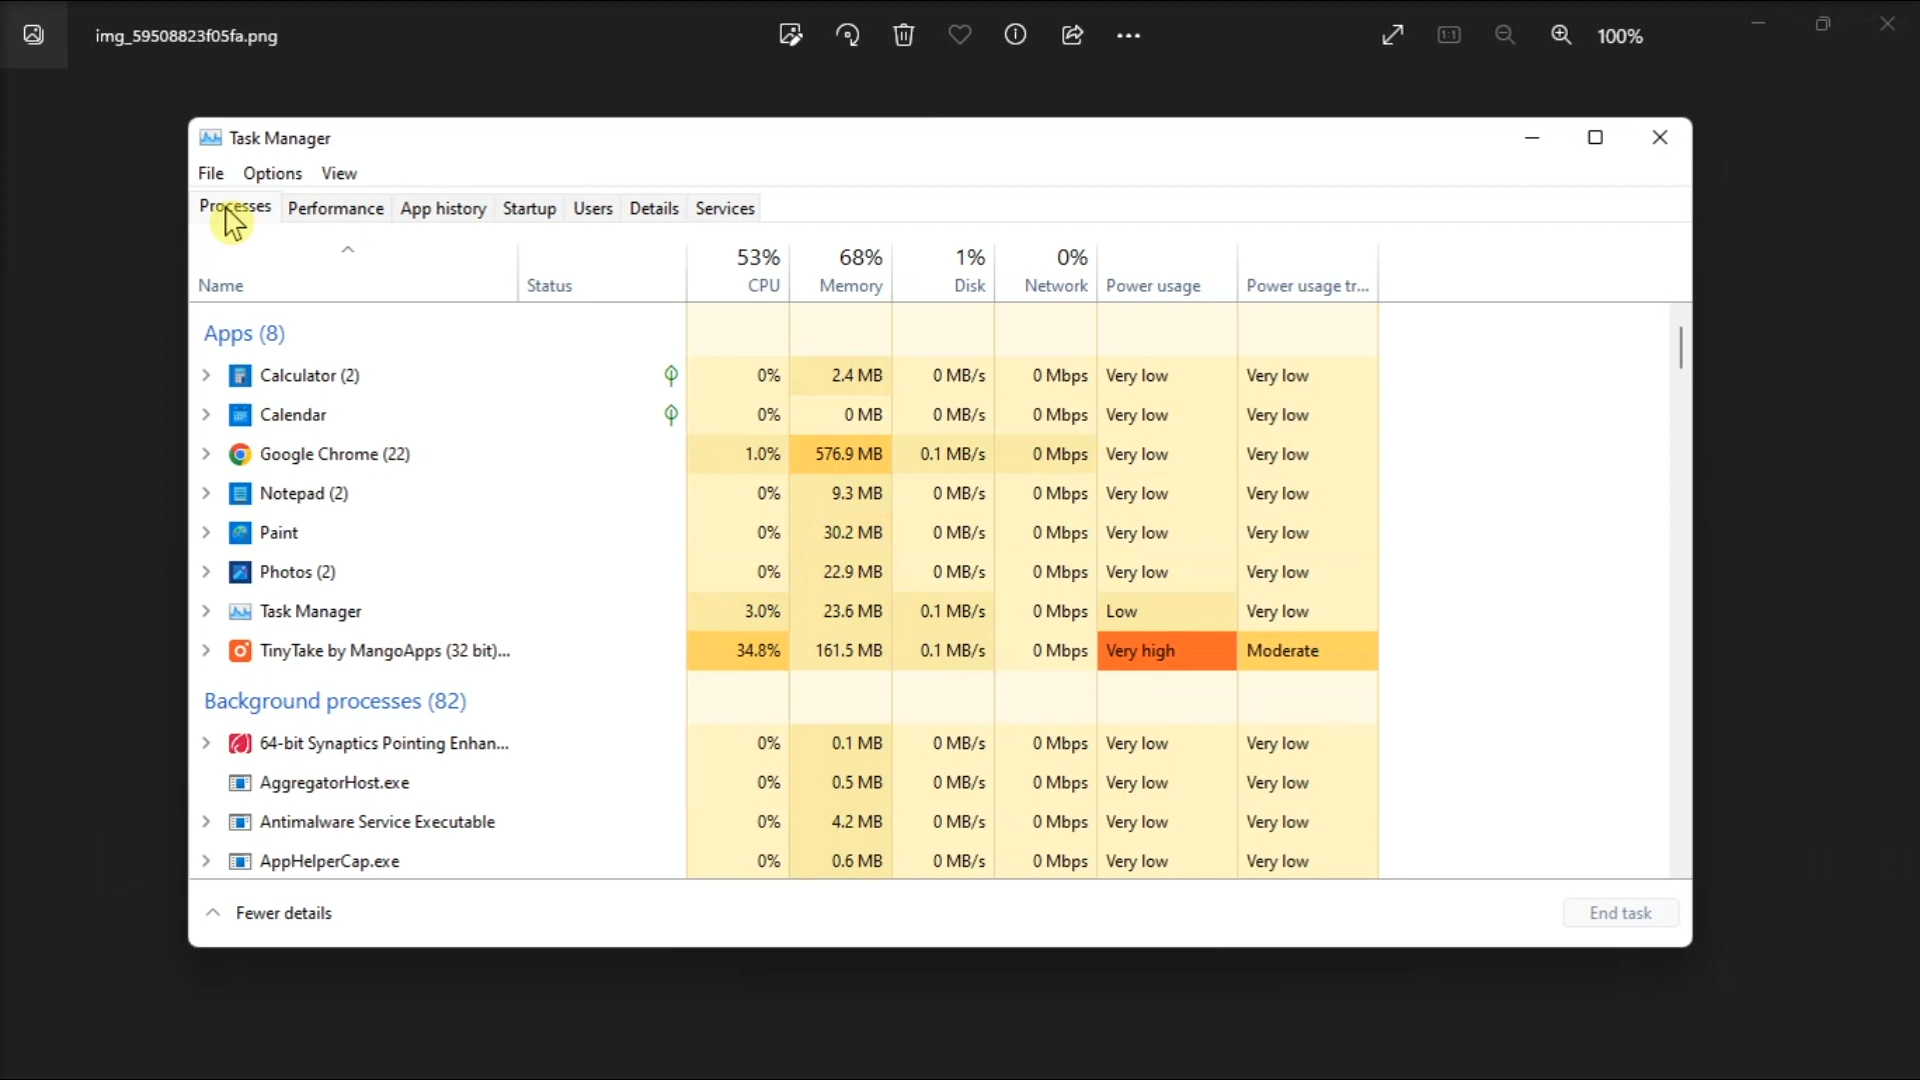 img_59508823f05fa.png
100%
Task Manager
File Options View
Processes Performance App history Startup Users Details Services
53% 68% 1% 0%
Name Status CPU Memory Disk Network Power usage Power usage tr...
Apps (8)
Calculator (2) 0% 2.4 MB 0 MB/s 0 Mbps Very low Very low
Calendar 0% 0 MB 0 MB/s 0 Mbps Very low Very low
Google Chrome (22) 1.0% 576.9 MB 0.1 MB/s 0 Mbps Very low Very low
Notepad (2) 0% 9.3 MB 0 MB/s 0 Mbps Very low Very low
Paint 0% 30.2 MB 0 MB/s 0 Mbps Very low Very low
Photos (2) 0% 22.9 MB 0 MB/s 0 Mbps Very low Very low
Task Manager 3.0% 23.6 MB 0.1 MB/s 0 Mbps Low Very low
TinyTake by MangoApps (32 bit)... 34.8% 161.5 MB 0.1 MB/s 0 Mbps Very high Moderate
Background processes (82)
64-bit Synaptics Pointing Enhan... 0% 0.1 MB 0 MB/s 0 Mbps Very low Very low
AggregatorHost.exe 0% 0.5 MB 0 MB/s 0 Mbps Very low Very low
Antimalware Service Executable 0% 4.2 MB 0 MB/s 0 Mbps Very low Very low
AppHelperCap.exe 0% 0.6 MB 0 MB/s 0 Mbps Very low Very low
Fewer details End task